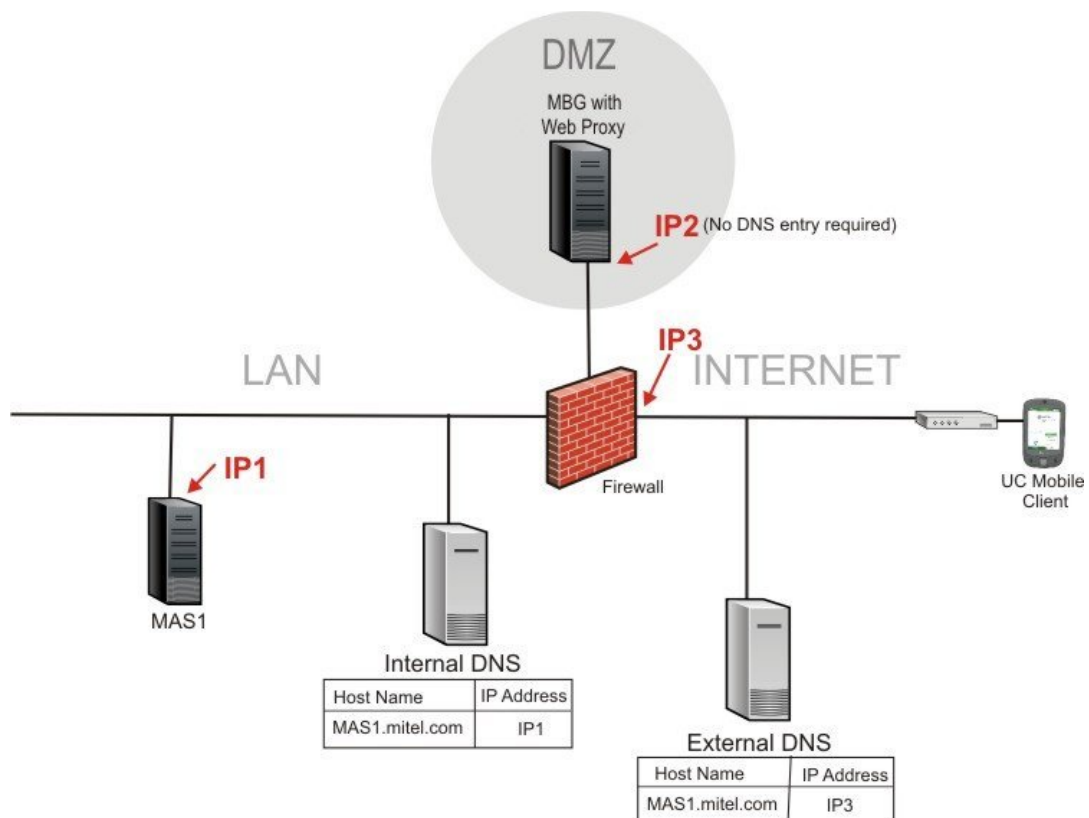 DMZ
MBG with
Web Proxy
IP2 (No DNS entry required)
IP3
LAN
INTERNET
IP1
Firewall
UC Mobile
Client
MAS1
Internal DNS
Host Name IP Address
MAS1.mitel.com IP1
External DNS
Host Name IP Address
MAS1.mitel.com IP3